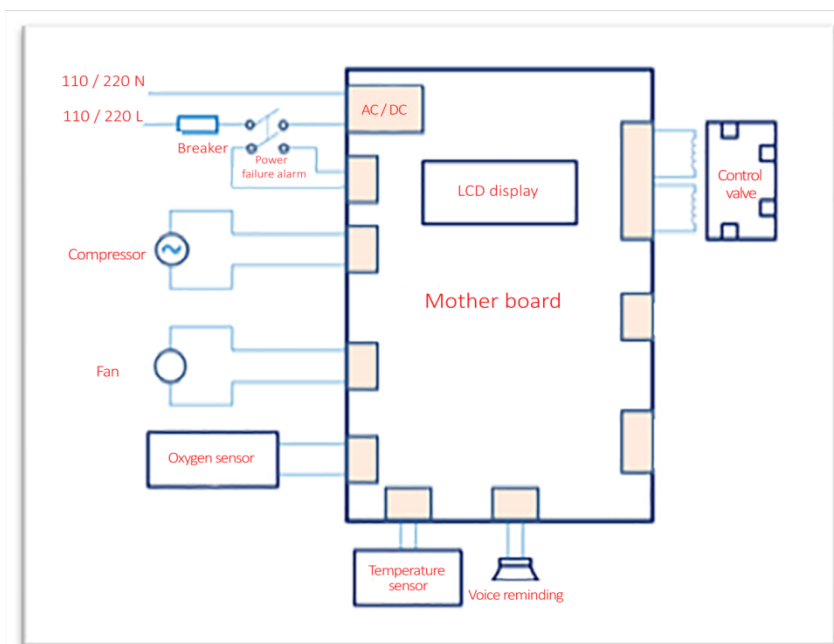 110 / 220 N
110 / 220 L
Breaker
Power
failure alarm
AC / DC
LCD display
Control
valve
Compressor
Mother board
Fan
Oxygen sensor
Temperature
sensor
Voice reminding